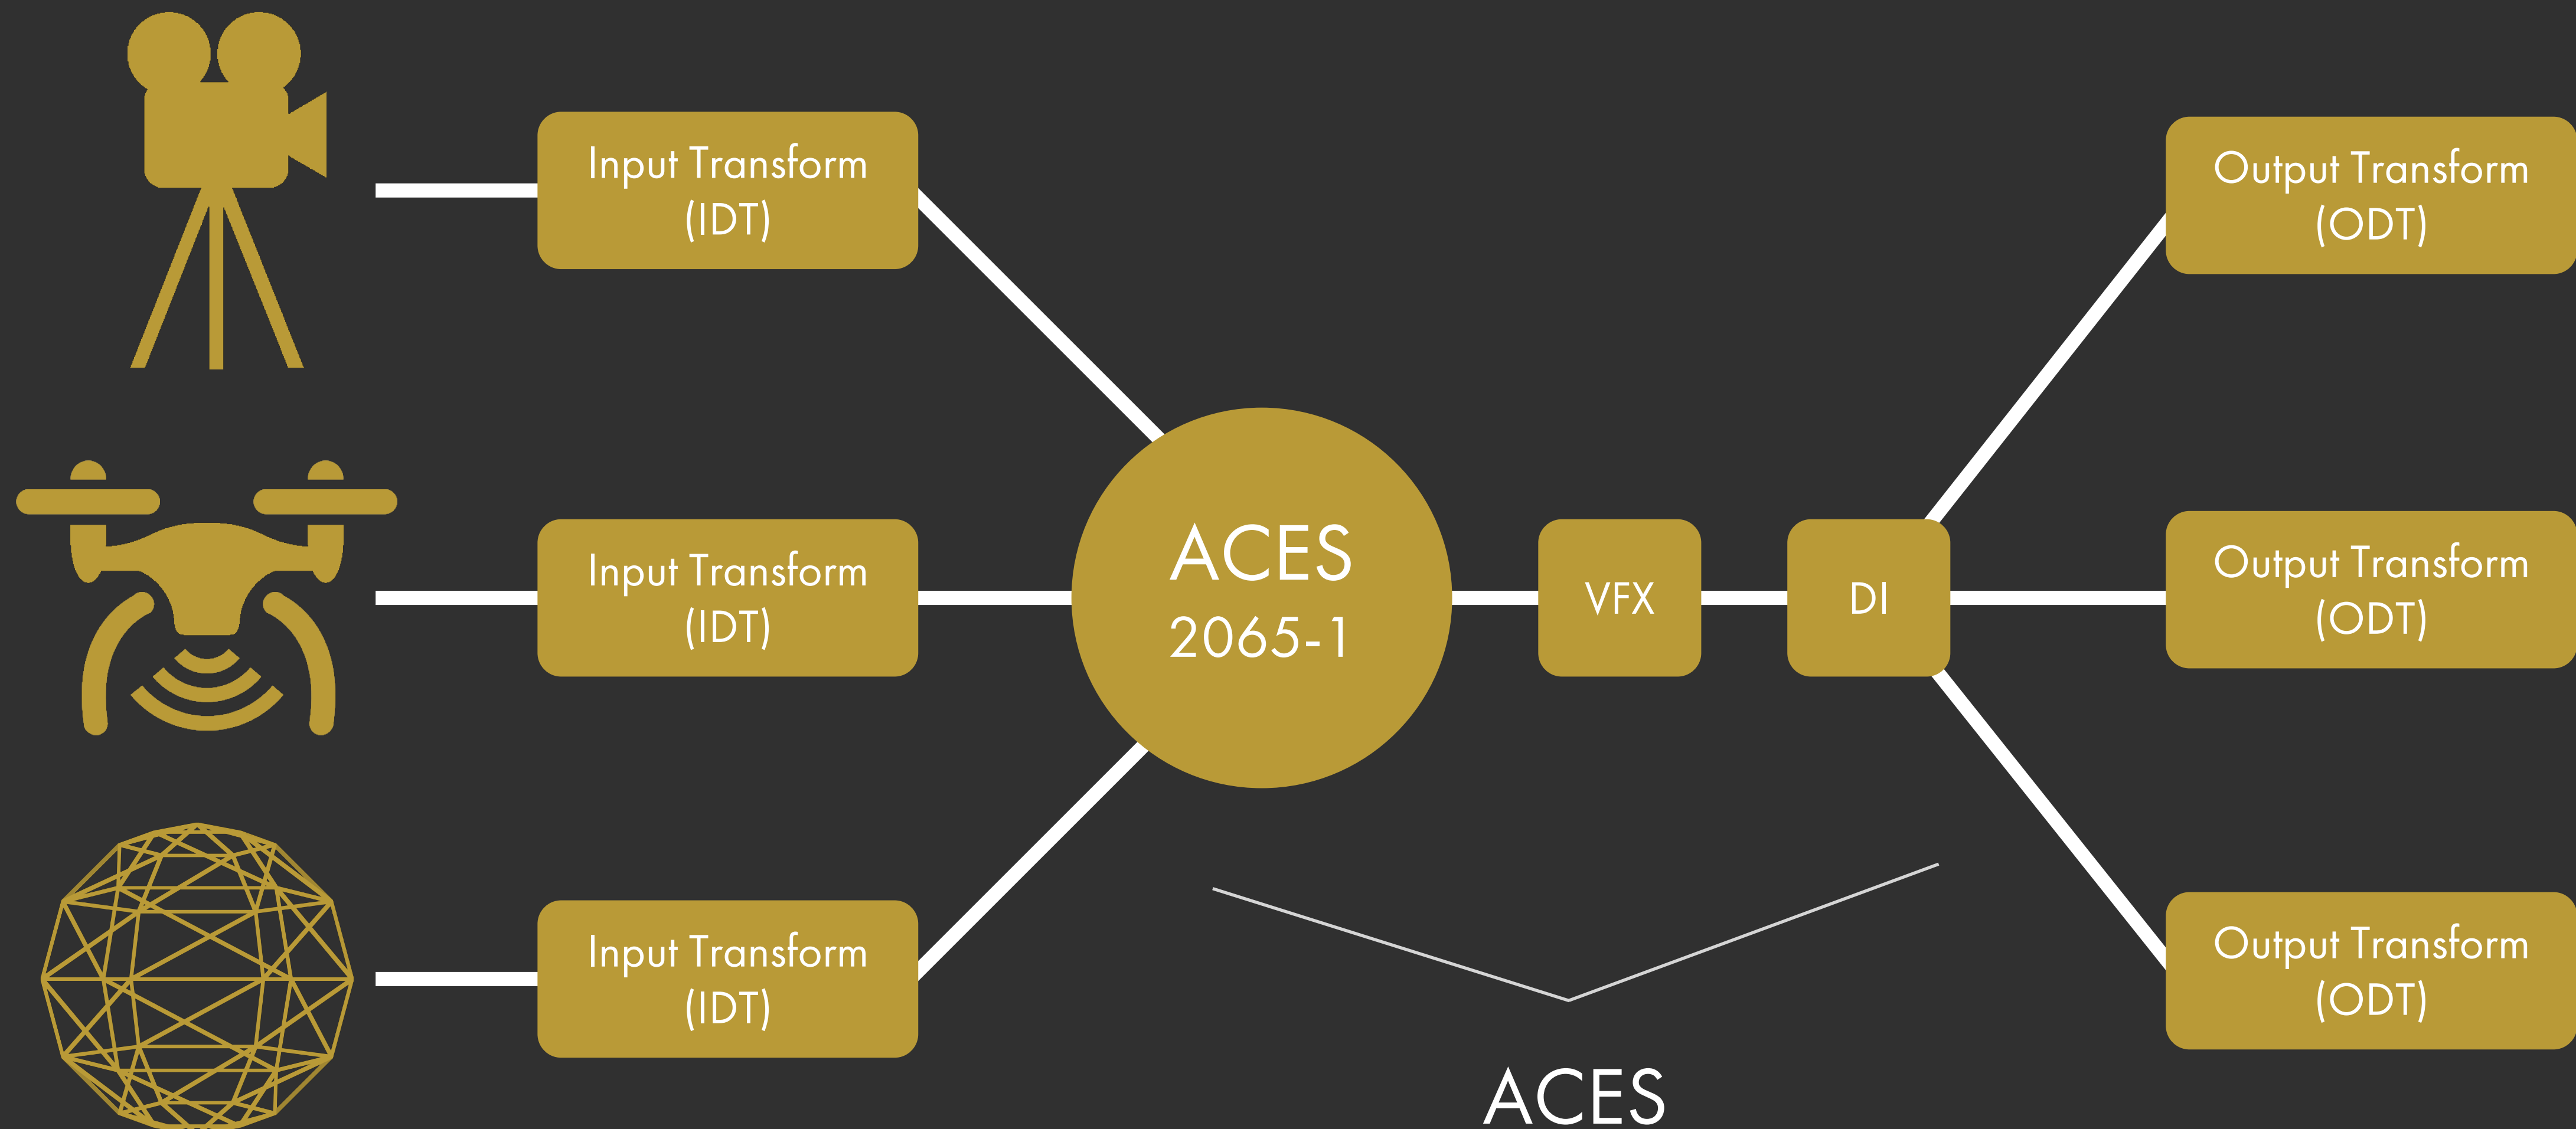 Input Transform
(IDT)
Input Transform
(IDT)
Input Transform
(IDT)
ACES
2065-1
VFX
DI
Output Transform
(ODT)
Output Transform
(ODT)
Output Transform
(ODT)
ACES